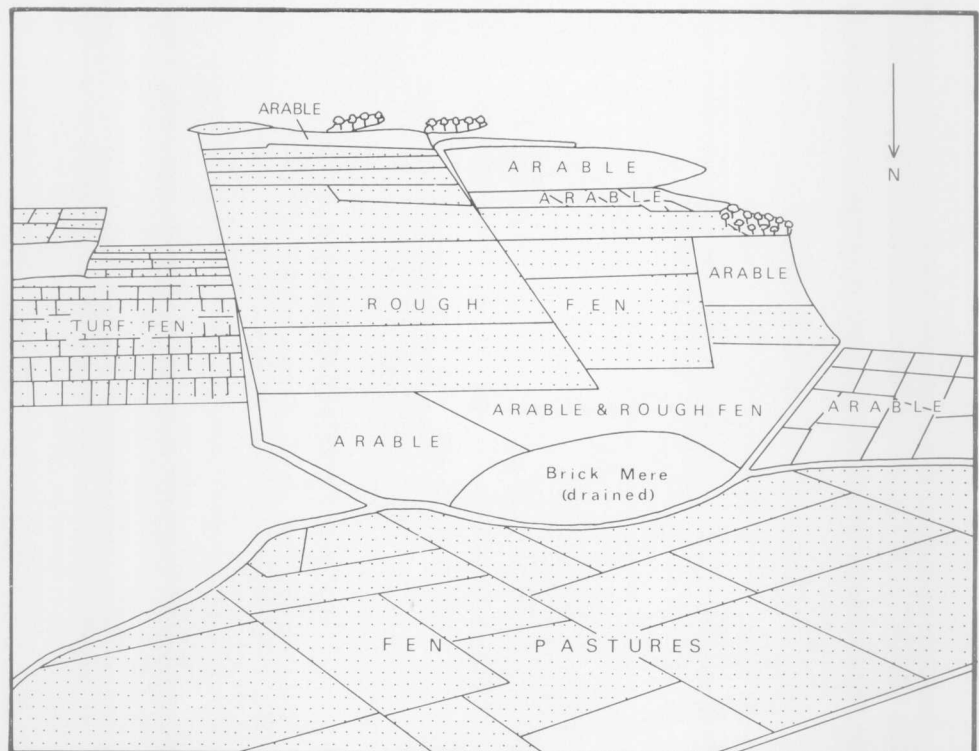 ARABLE
ARABLE
N
ARABLE
ARABLE
ROUGH FEN
TURF FEN
ARABLE & ROUGH FEN
ARABLE
ARABLE
Brick Mere
(drained)
FEN PASTURES